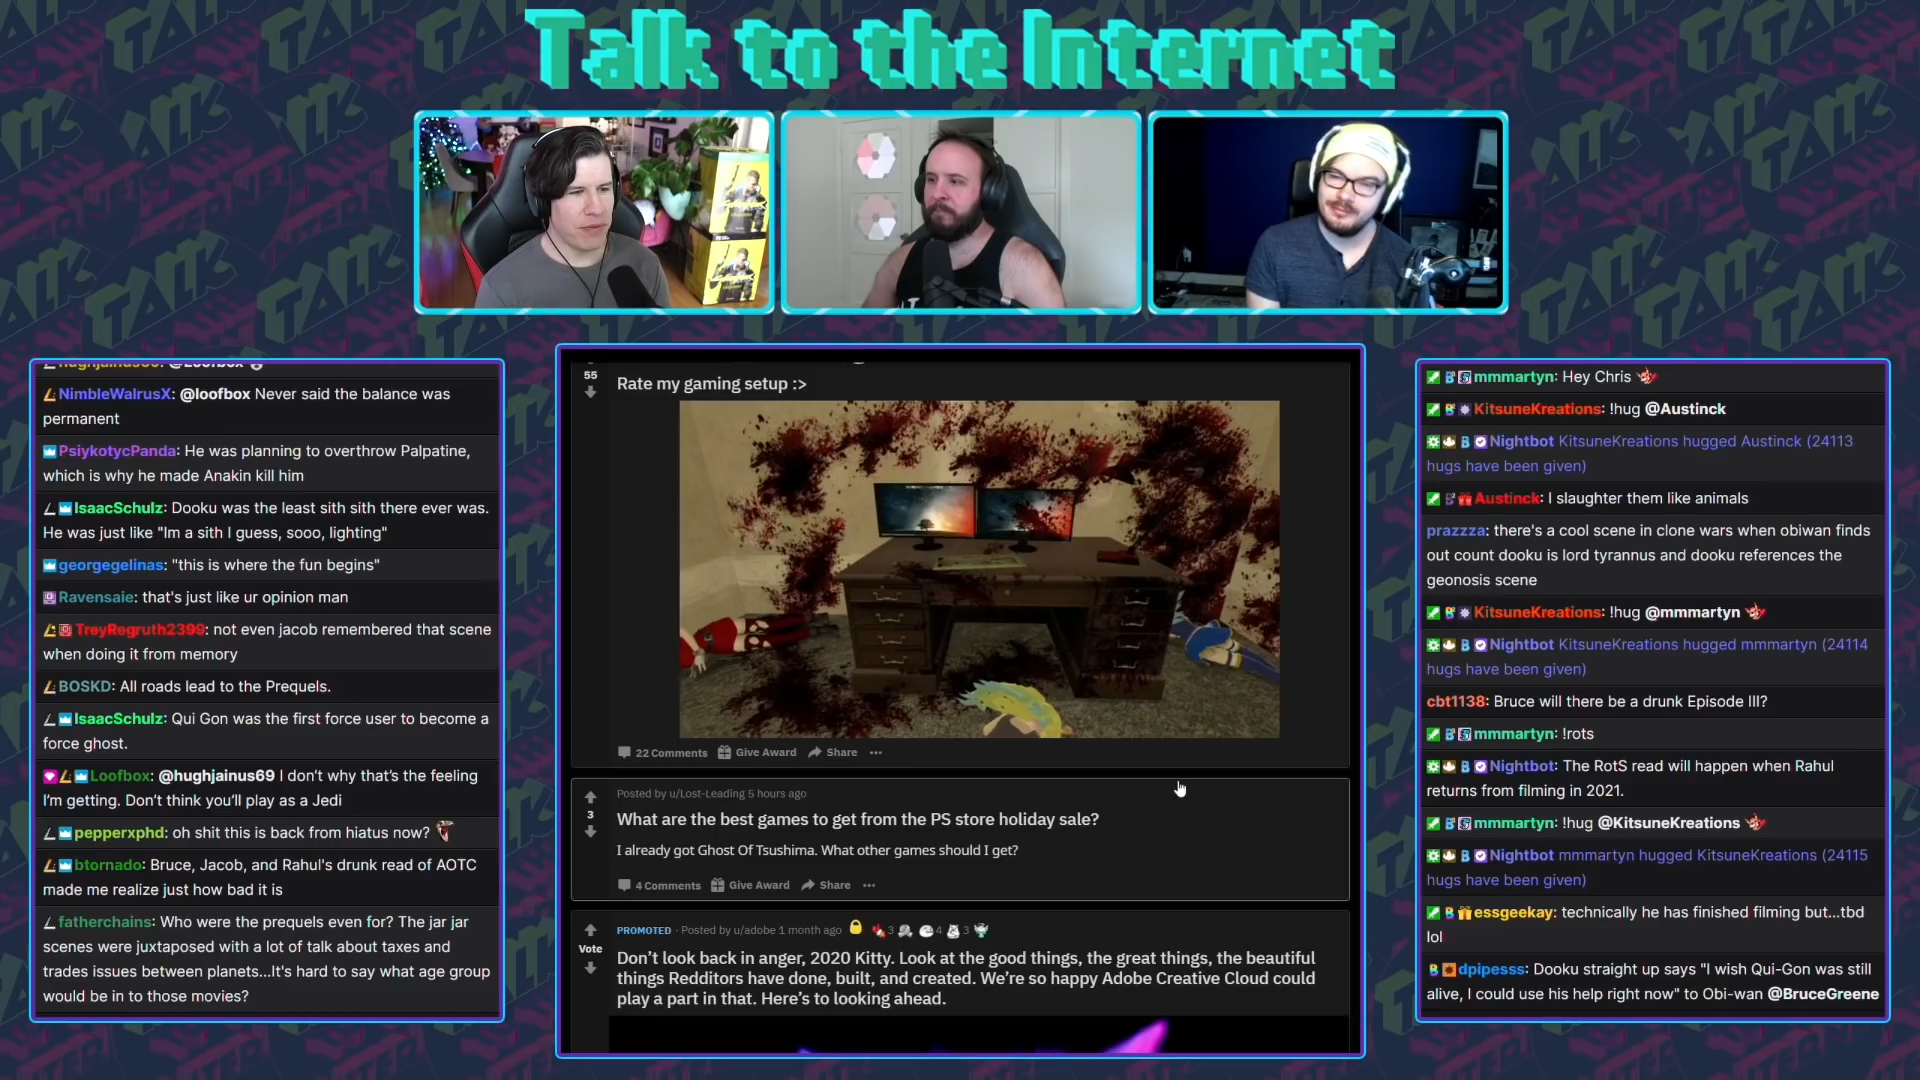 Talk to the Internet
NimbleWalrusX: @loofbox Never said the balance was
permanent
PsiykotycPanda: He was planning to overthrow Palpatine,
which is why he made Anakin kill him
IsaacSchulz: Dooku was the least sith sith there ever was.
He was just like "Im a sith I guess, sooo, lighting"
georgegelinas: "this is where the fun begins"
Ravensaie: that's just like ur opinion man
TreyRegruth2399: not even jacob remembered that scene
when doing it from memory
BOSKD: All roads lead to the Prequels.
IsaacSchulz: Qui Gon was the first force user to become a
force ghost.
Loofbox: @hughjainus69 I don't why that's the feeling
I'm getting. Don't think you'll play as a Jedi
pepperxphd: oh shit this is back from hiatus now?
btornado: Bruce, Jacob, and Rahul's drunk read of AOTC
made me realize just how bad it is
fatherchains: Who were the prequels even for? The jar jar
scenes were juxtaposed with a lot of talk about taxes and
trades issues between planets...It's hard to say what age group
would be in to those movies?
55
Rate my gaming setup :>
22 Comments Give Award Share
Posted by u/Lost-Leading 5 hours ago
3
What are the best games to get from the PS store holiday sale?
I already got Ghost Of Tsushima. What other games should I get?
4 Comments Give Award Share
PROMOTED · Posted by u/adobe 1 month ago 3 4 3
Vote
Don't look back in anger, 2020 Kitty. Look at the good things, the great things, the beautiful
things Redditors have done, built, and created. We're so happy Adobe Creative Cloud could
play a part in that. Here's to looking ahead.
mmmartyn: Hey Chris
KitsuneKreations: !hug @Austinck
Nightbot KitsuneKreations hugged Austinck (24113
hugs have been given)
Austinck: I slaughter them like animals
prazzza: there's a cool scene in clone wars when obiwan finds
out count dooku is lord tyrannus and dooku references the
geonosis scene
KitsuneKreations: !hug @mmmartyn
Nightbot KitsuneKreations hugged mmmartyn (24114
hugs have been given)
cbt1138: Bruce will there be a drunk Episode III?
mmmartyn: !rots
Nightbot: The RotS read will happen when Rahul
returns from filming in 2021.
mmmartyn: !hug @KitsuneKreations
Nightbot mmmartyn hugged KitsuneKreations (24115
hugs have been given)
essgeekay: technically he has finished filming but...tbd
lol
dpipesss: Dooku straight up says "I wish Qui-Gon was still
alive, I could use his help right now" to Obi-wan @BruceGreene